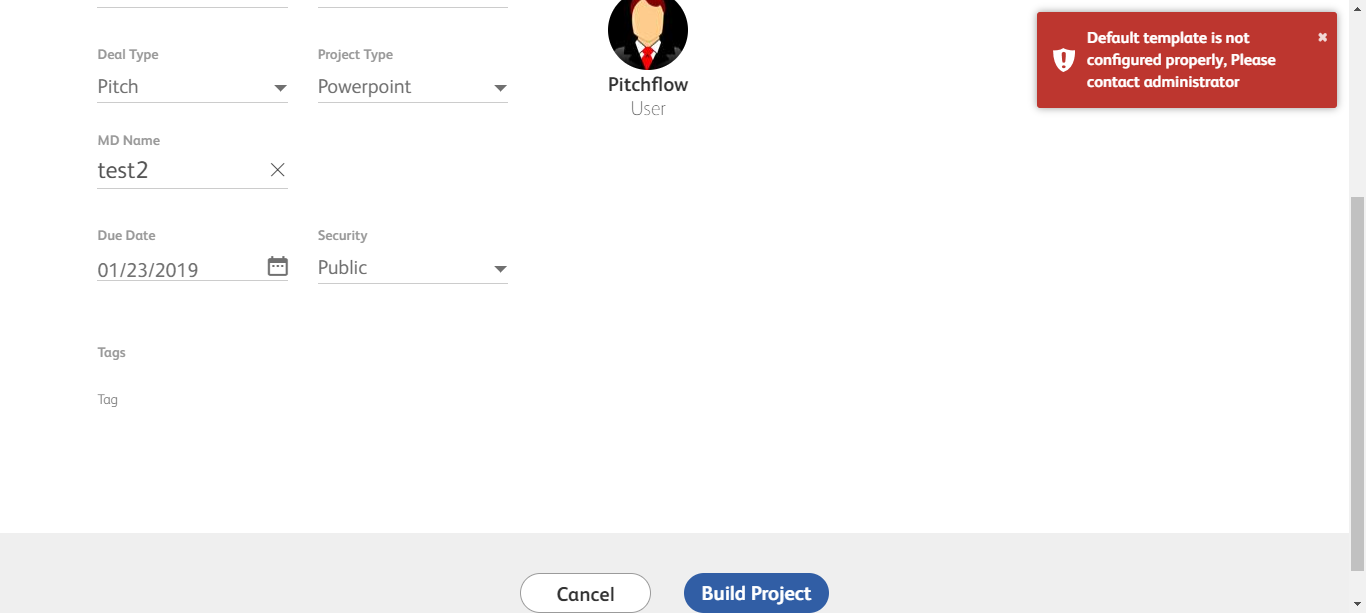 Default template is not
configured properly, Please
contact administrator
Deal Type
Project Type
Pitch
Powerpoint
Pitchflow
User
MD Name
test2
Due Date
Security
01/23/2019
Public
Tags
Tag
Cancel
Build Project